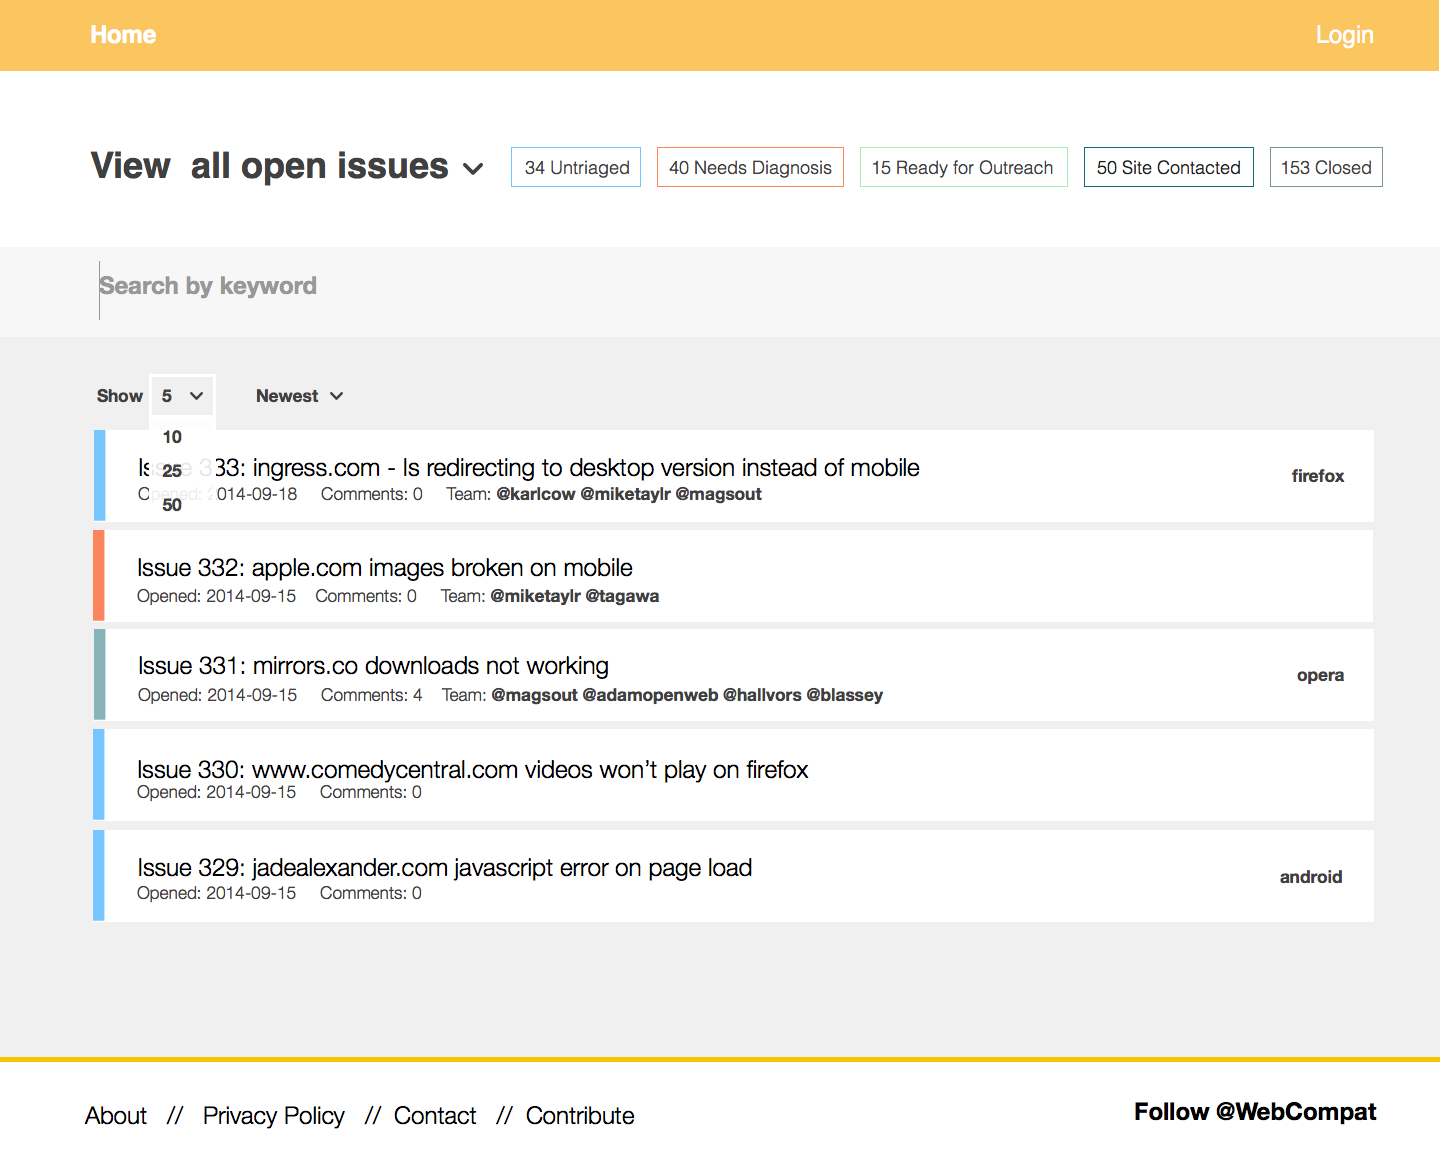 Home
Login
View all open issues
34 Untriaged
40 Needs Diagnosis
15 Ready for Outreach
50 Site Contacted
153 Closed
Search by keyword
Show 5
Newest
10
25
50
Issue 333: ingress.com - Is redirecting to desktop version instead of mobile
Opened: 2014-09-18 Comments: 0 Team: @karlcow @miketaylr @magsout
firefox
Issue 332: apple.com images broken on mobile
Opened: 2014-09-15 Comments: 0 Team: @miketaylr @tagawa
Issue 331: mirrors.co downloads not working
Opened: 2014-09-15 Comments: 4 Team: @magsout @adamopenweb @hallvors @blassey
opera
Issue 330: www.comedycentral.com videos won’t play on firefox
Opened: 2014-09-15 Comments: 0
Issue 329: jadealexander.com javascript error on page load
Opened: 2014-09-15 Comments: 0
android
About // Privacy Policy // Contact // Contribute
Follow @WebCompat